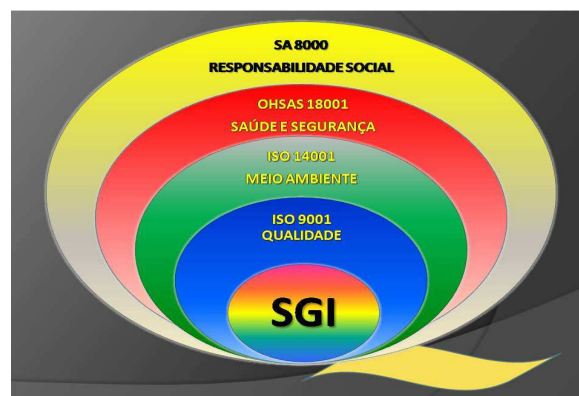 SA 8000
RESPONSABILIDADE SOCIAL
OHSAS 18001
SAÚDE E SEGURANÇA
ISO 14001
MEIO AMBIENTE
ISO 9001
QUALIDADE
SGI